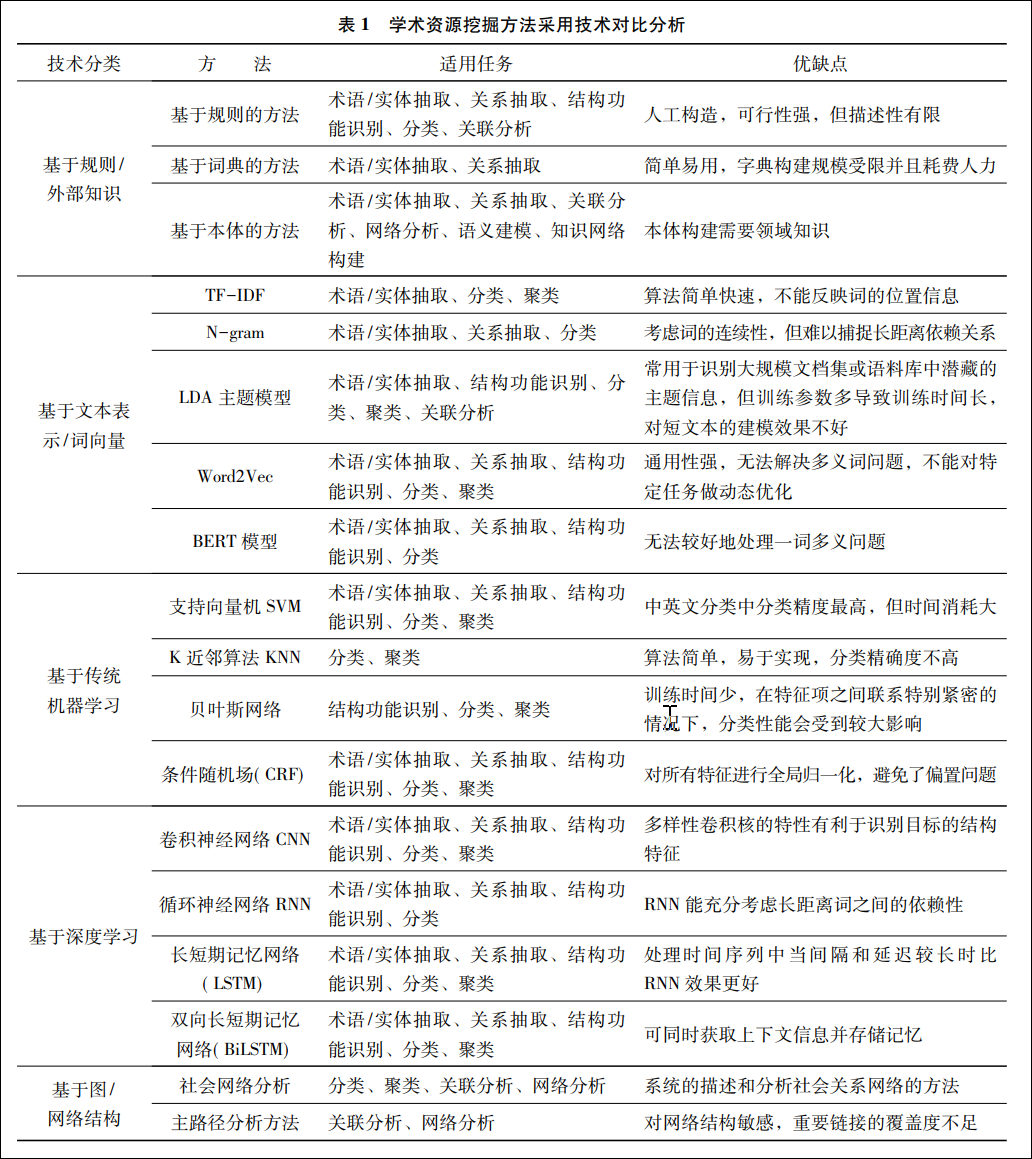 表 1 学术资源挖掘方法采用技术对比分析
技术分类 方 法 适用任务 优缺点
基于规则/
外部知识
基于规则的方法
术语/实体抽取、关系抽取、结构功
能识别、分类、关联分析
人工构造，可行性强，但描述性有限
基于词典的方法
术语/实体抽取、关系抽取
简单易用，字典构建规模受限并且耗费人力
基于本体的方法
术语/实体抽取、关系抽取、关联分
析、网络分析、语义建模、知识网络
构建
本体构建需要领域知识
基于文本表
示/词向量
TF-IDF
术语/实体抽取、分类、聚类
算法简单快速，不能反映词的位置信息
N-gram
术语/实体抽取、关系抽取、分类
考虑词的连续性，但难以捕捉长距离依赖关系
LDA 主题模型
术语/实体抽取、结构功能识别、分
类、聚类、关联分析
常用于识别大规模文档集或语料库中潜藏的
主题信息，但训练参数多导致训练时间长，
对短文本的建模效果不好
Word2Vec
术语/实体抽取、关系抽取、结构功
能识别、分类、聚类
通用性强，无法解决多义词问题，不能对特
定任务做动态优化
BERT 模型
术语/实体抽取、关系抽取、结构功
能识别、分类
无法较好地处理一词多义问题
基于传统
机器学习
支持向量机 SVM
术语/实体抽取、关系抽取、结构功
能识别、分类、聚类
中英文分类中分类精度最高，但时间消耗大
K 近邻算法 KNN
分类、聚类
算法简单，易于实现，分类精确度不高
贝叶斯网络
结构功能识别、分类、聚类
训练时间少，在特征项之间联系特别紧密的
情况下，分类性能会受到较大影响
条件随机场( CRF)
术语/实体抽取、关系抽取、结构功
能识别、分类、聚类
对所有特征进行全局归一化，避免了偏置问题
基于深度学习
卷积神经网络 CNN
术语/实体抽取、关系抽取、结构功
能识别、分类、聚类
多样性卷积核的特性有利于识别目标的结构
特征
循环神经网络 RNN
术语/实体抽取、关系抽取、结构功
能识别、分类
RNN 能充分考虑长距离词之间的依赖性
长短期记忆网络
( LSTM)
术语/实体抽取、关系抽取、结构功
能识别、分类、聚类
处理时间序列中当间隔和延迟较长时比
RNN 效果更好
双向长短期记忆
网络( BiLSTM)
术语/实体抽取、关系抽取、结构功
能识别、分类、聚类
可同时获取上下文信息并存储记忆
基于图/
网络结构
社会网络分析
分类、聚类、关联分析、网络分析
系统的描述和分析社会关系网络的方法
主路径分析方法
关联分析、网络分析
对网络结构敏感，重要链接的覆盖度不足